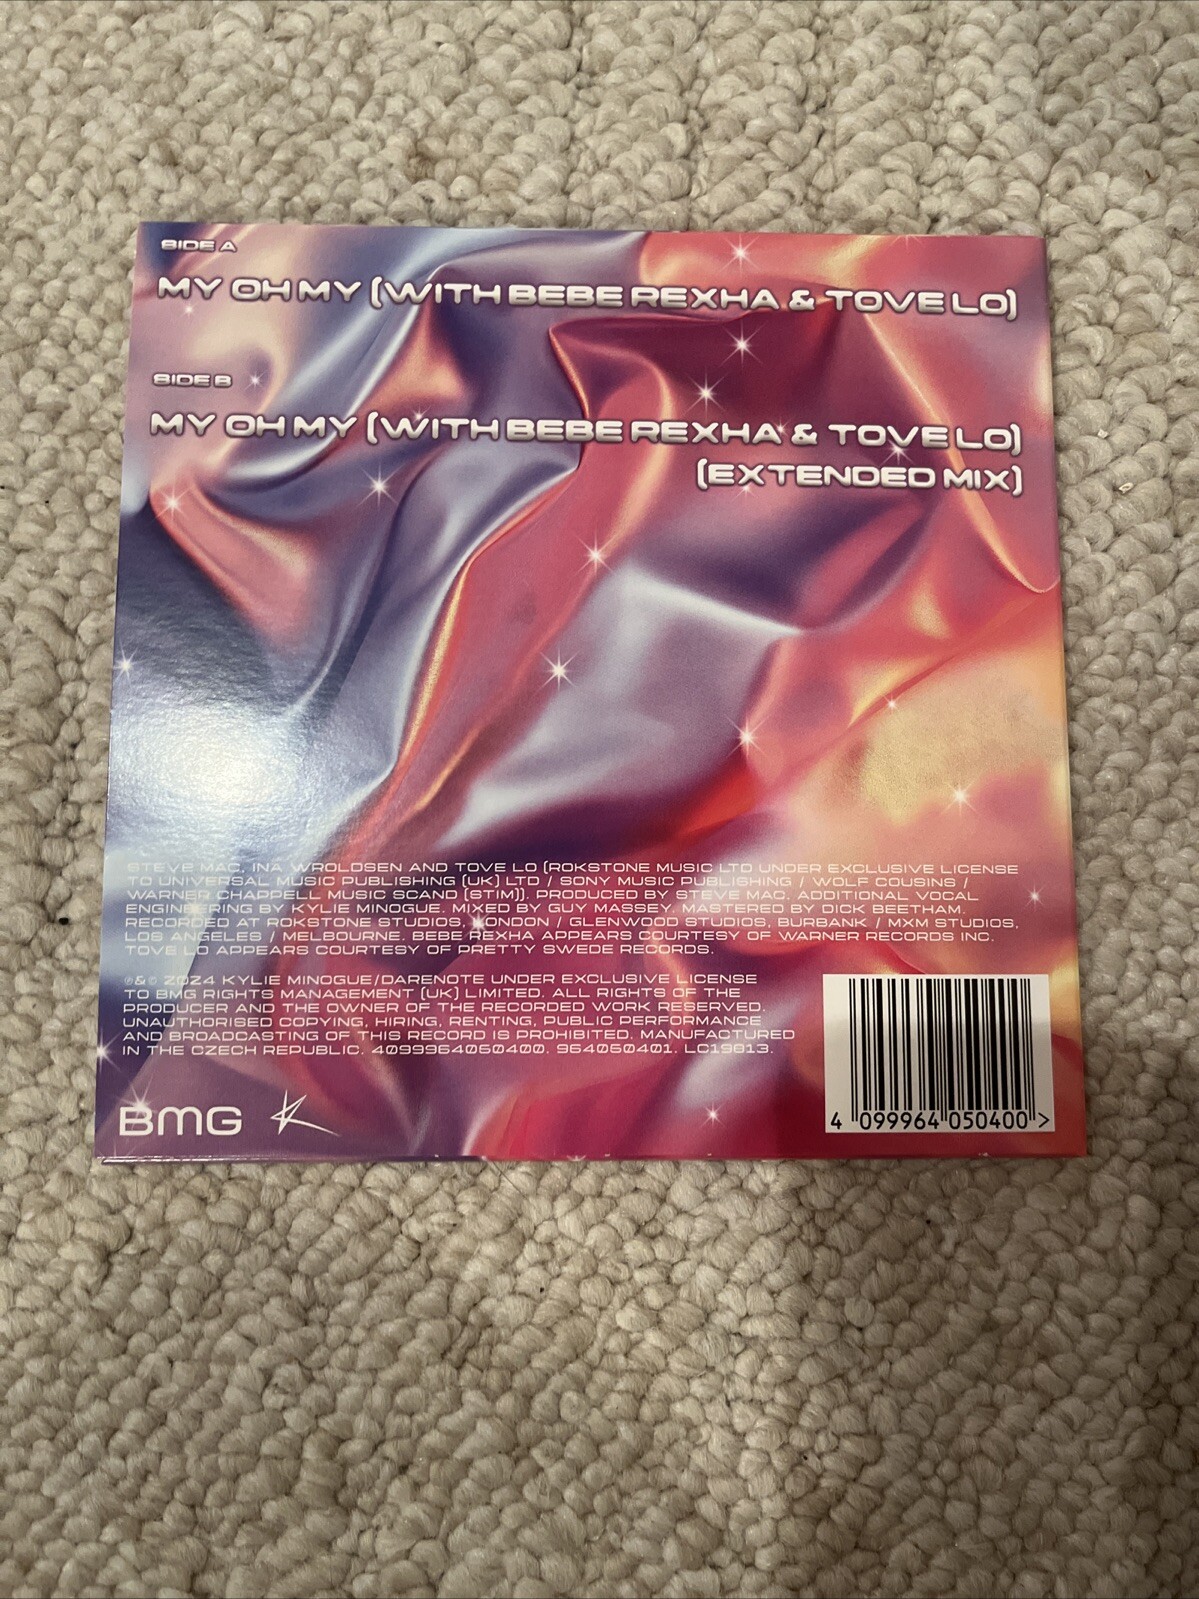 SIDE A
MY OH MY (WITH BEBE REXHA & TOVE LO)
SIDE B
MY OH MY (WITH BEBE REXHA & TOVE LO)
(EXTENDED MIX)
STEVE MAC, INA WROLDSEN AND TOVE LO (ROKSTONE MUSIC LTD UNDER EXCLUSIVE LICENSE
TO UNIVERSAL MUSIC PUBLISHING (UK) LTD / SONY MUSIC PUBLISHING / WOLF COUSINS /
WARNER CHAPPELL MUSIC SCAND (STIM)). PRODUCED BY STEVE MAC. ADDITIONAL VOCAL
ENGINEERING BY KYLIE MINOGUE. MIXED BY GUY MASSEY. MASTERED BY DICK BEETHAM.
RECORDED AT ROKSTONE STUDIOS, LONDON / GLENWOOD STUDIOS, BURBANK / MXM STUDIOS,
LOS ANGELES / MELBOURNE. BEBE REXHA APPEARS COURTESY OF WARNER RECORDS INC.
TOVE LO APPEARS COURTESY OF PRETTY SWEDE RECORDS.
℗&© 2024 KYLIE MINOGUE/DARENOTE UNDER EXCLUSIVE LICENSE
TO BMG RIGHTS MANAGEMENT (UK) LIMITED. ALL RIGHTS OF THE
PRODUCER AND THE OWNER OF THE RECORDED WORK RESERVED.
UNAUTHORISED COPYING, HIRING, RENTING, PUBLIC PERFORMANCE
AND BROADCASTING OF THIS RECORD IS PROHIBITED. MANUFACTURED
IN THE CZECH REPUBLIC. 4099964050400. 964050401. LC19813.
BMG K
4 099964 050400 >